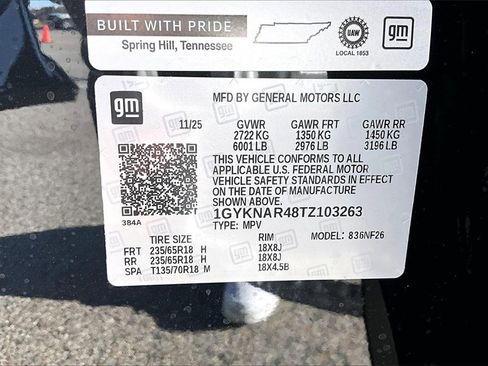 BUILT WITH PRIDE
Spring Hill, Tennessee
UAW
LOCAL 1853
gm
gm
MFD BY GENERAL MOTORS LLC
11/25 GVWR GAWR FRT GAWR RR
2722 KG 1350 KG 1450 KG
6001 LB 2976 LB 3196 LB
THIS VEHICLE CONFORMS TO ALL
APPLICABLE U.S. FEDERAL MOTOR
VEHICLE SAFETY STANDARDS IN EFFECT
ON THE DATE OF MANUFACTURE
SHOWN ABOVE.
384A
1GYKNAR48TZ103263
TYPE: MPV MODEL: 836NF26
TIRE SIZE RIM
FRT 235/65R18 H 18X8J
RR 235/65R18 H 18X8J
SPA T135/70R18 M 18X4.5B